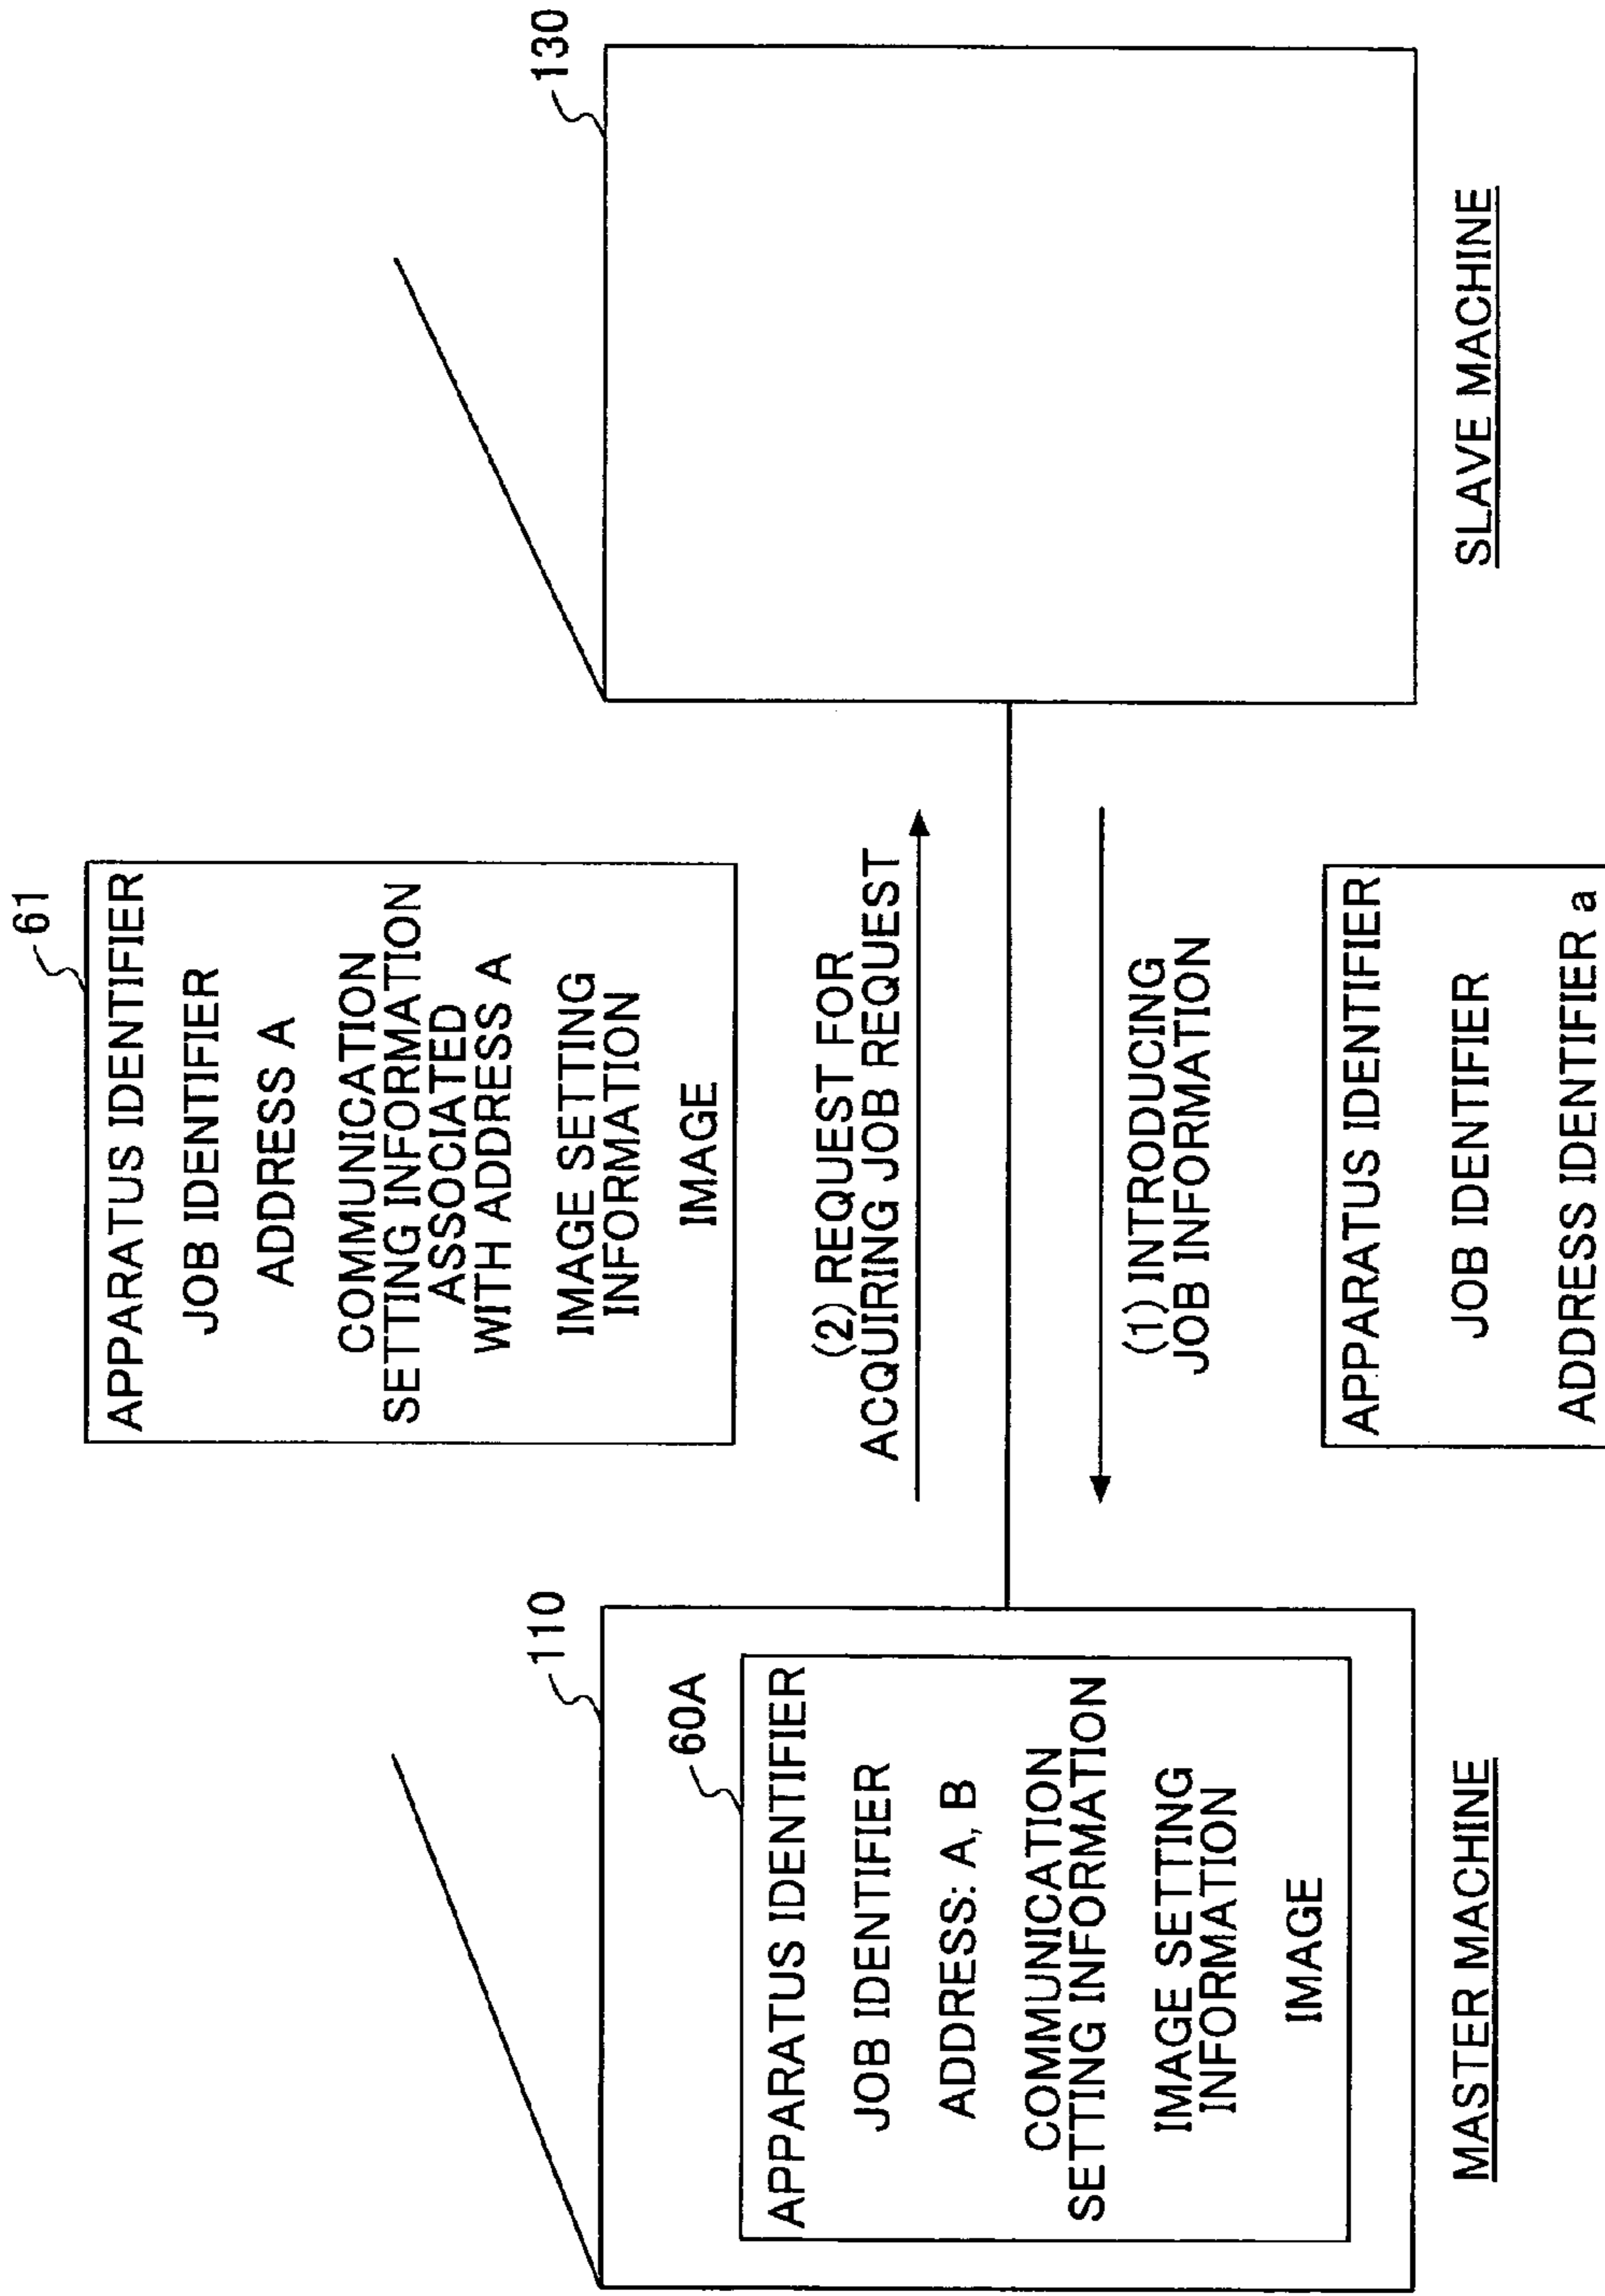 110
60A
APPARATUS IDENTIFIER
JOB IDENTIFIER
ADDRESS: A, B
COMMUNICATION
SETTING INFORMATION
IMAGE SETTING
INFORMATION
IMAGE
MASTER MACHINE
61
APPARATUS IDENTIFIER
JOB IDENTIFIER
ADDRESS A
COMMUNICATION
SETTING INFORMATION
ASSOCIATED
WITH ADDRESS A
IMAGE SETTING
INFORMATION
IMAGE
(2) REQUEST FOR
ACQUIRING JOB REQUEST
(1) INTRODUCING
JOB INFORMATION
APPARATUS IDENTIFIER
JOB IDENTIFIER
ADDRESS IDENTIFIER a
130
SLAVE MACHINE